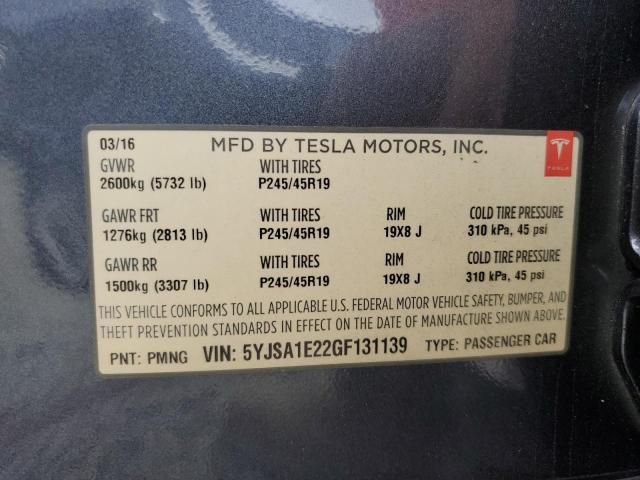 03/16 MFD BY TESLA MOTORS, INC.
GVWR WITH TIRES
2600kg (5732 lb) P245/45R19
GAWR FRT WITH TIRES RIM COLD TIRE PRESSURE
1276kg (2813 lb) P245/45R19 19X8 J 310 kPa, 45 psi
GAWR RR WITH TIRES RIM COLD TIRE PRESSURE
1500kg (3307 lb) P245/45R19 19X8 J 310 kPa, 45 psi
THIS VEHICLE CONFORMS TO ALL APPLICABLE U.S. FEDERAL MOTOR VEHICLE SAFETY, BUMPER, AND
THEFT PREVENTION STANDARDS IN EFFECT ON THE DATE OF MANUFACTURE SHOWN ABOVE.
PNT: PMNG VIN: 5YJSA1E22GF131139 TYPE: PASSENGER CAR
TESLA